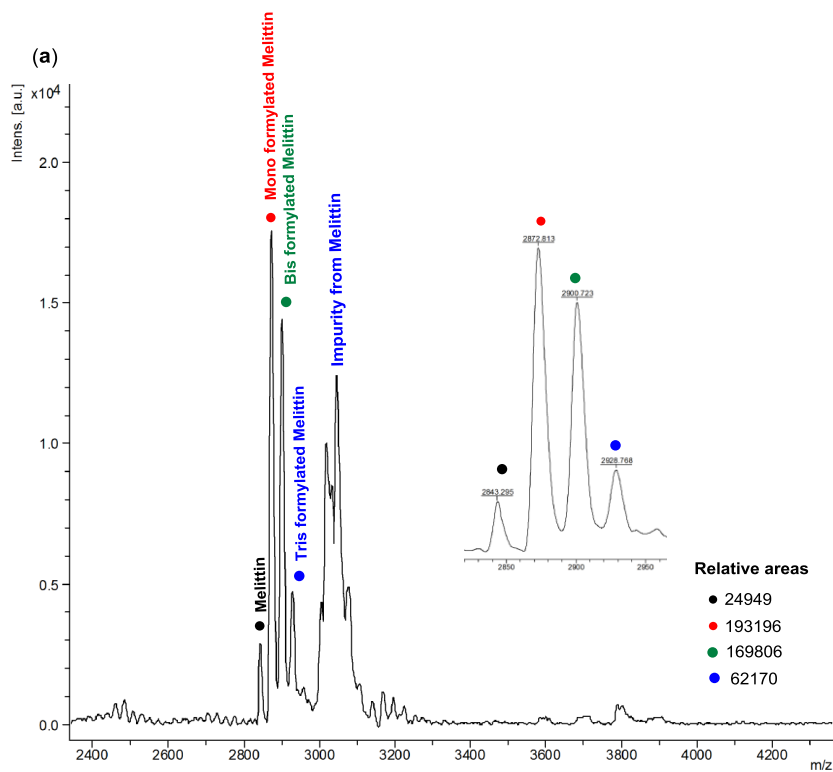 (a)
x10⁴
Intens. [a.u.]
2.0
1.5
1.0
0.5
0.0
2400
2600
2800
3000
3200
3400
3600
3800
4000
4200
m/z
Melittin
Mono formylated Melittin
Bis formylated Melittin
Tris formylated Melittin
Impurity from Melittin
2843.295
2872.813
2900.723
2928.768
2850
2900
2950
Relative areas
24949
193196
169806
62170